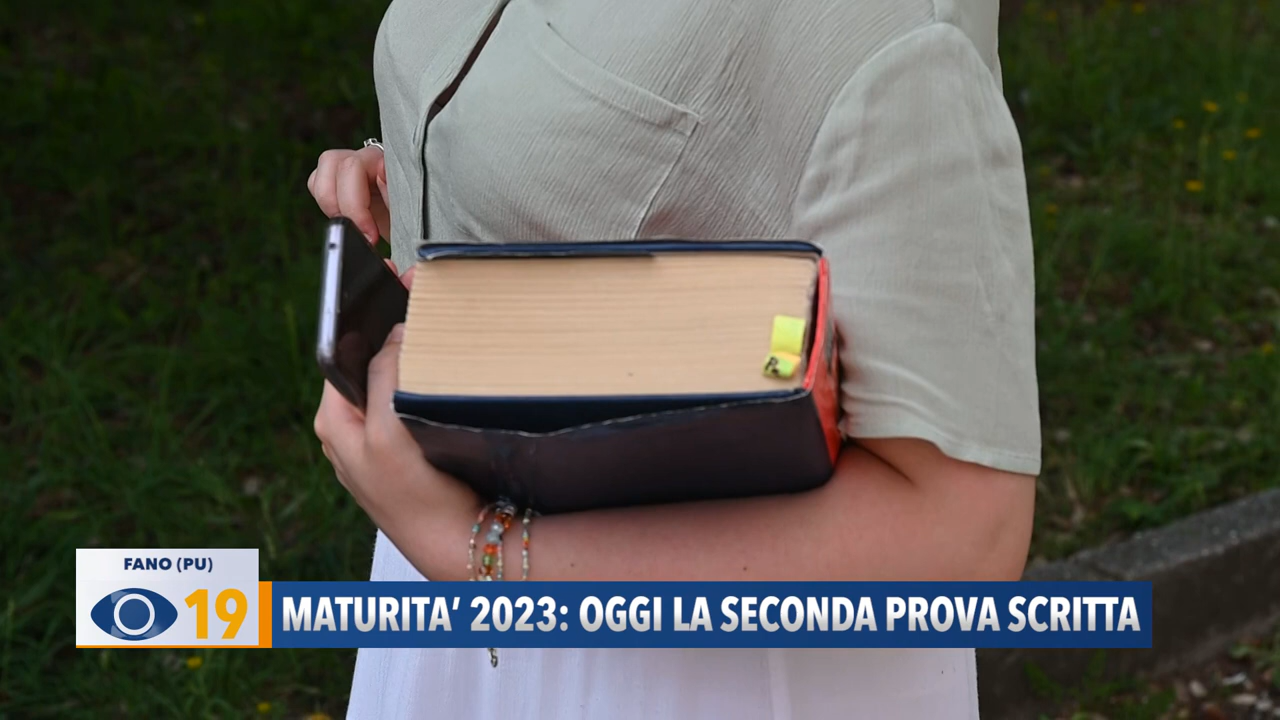 FANO (PU)
19
MATURITA’ 2023: OGGI LA SECONDA PROVA SCRITTA